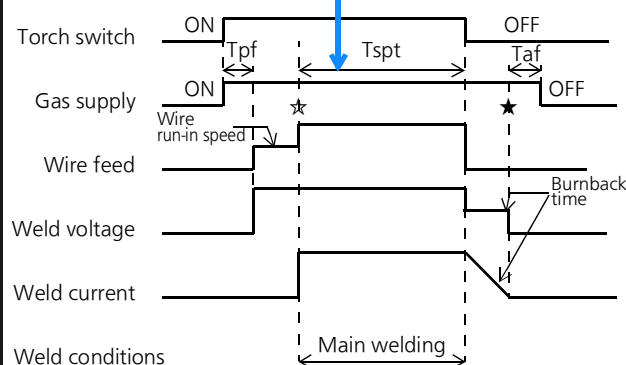 ON
OFF
Torch switch
Tpf
Tspt
Taf
ON
OFF
Gas supply
Wire
run-in speed
Wire feed
Burnback
time
Weld voltage
Weld current
Main welding
Weld conditions